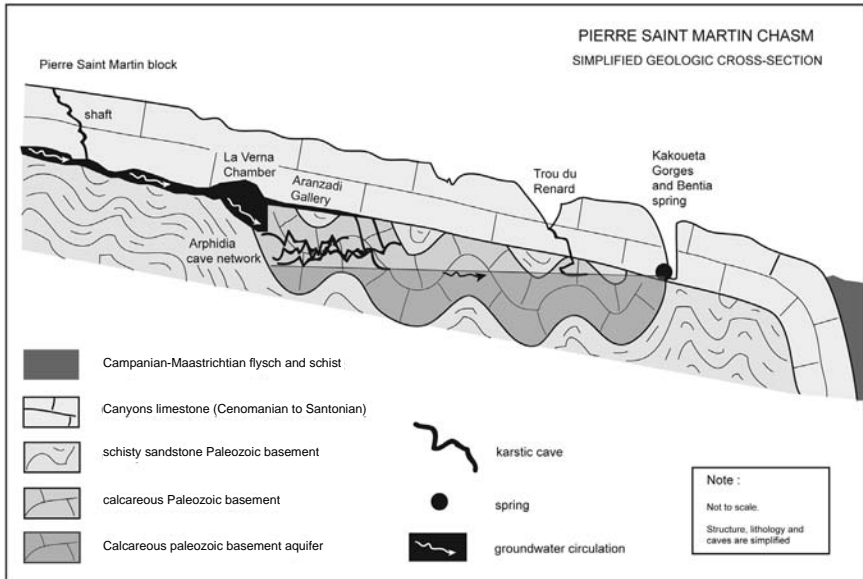 PIERRE SAINT MARTIN CHASM
SIMPLIFIED GEOLOGIC CROSS-SECTION
Pierre Saint Martin block
shaft
La Verna
Chamber
Aranzadi
Gallery
Trou du
Renard
Kakoueta
Gorges
and Bentia
spring
Arphidia
cave network
Campanian-Maastrichtian flysch and schist
Canyons limestone (Cenomanian to Santonian)
schisty sandstone Paleozoic basement
calcareous Paleozoic basement
Calcareous paleozoic basement aquifer
karstic cave
spring
groundwater circulation
Note :
Not to scale.
Structure, lithology and
caves are simplified